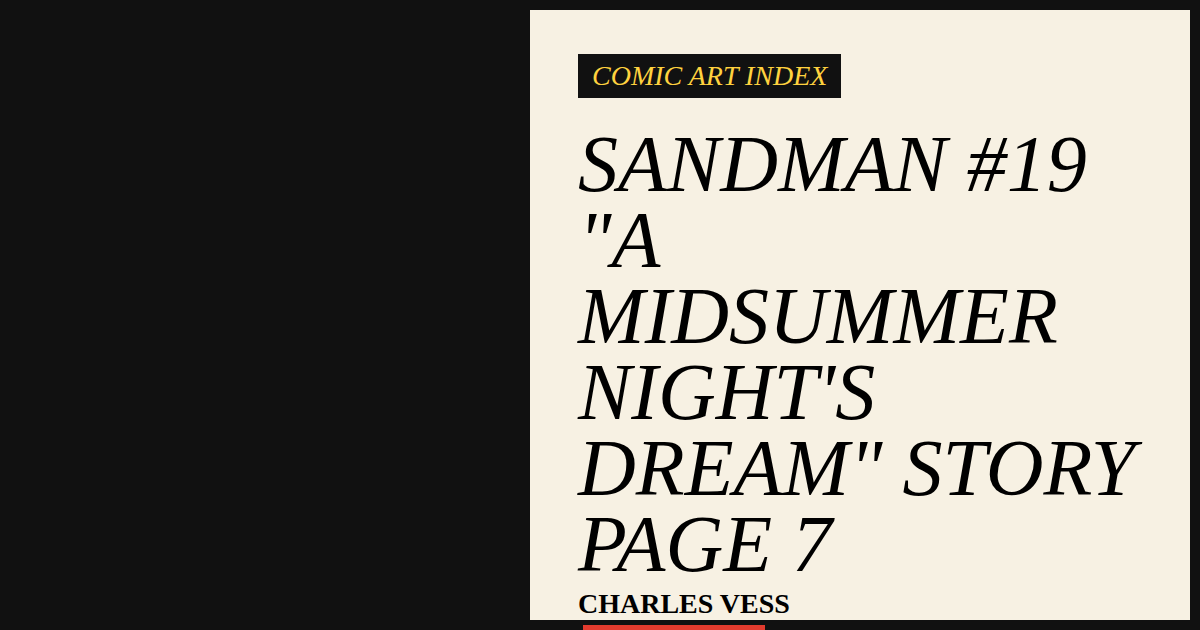 COMIC ART INDEX
SANDMAN #19
"A
MIDSUMMER
NIGHT'S
DREAM" STORY
PAGE 7
CHARLES VESS